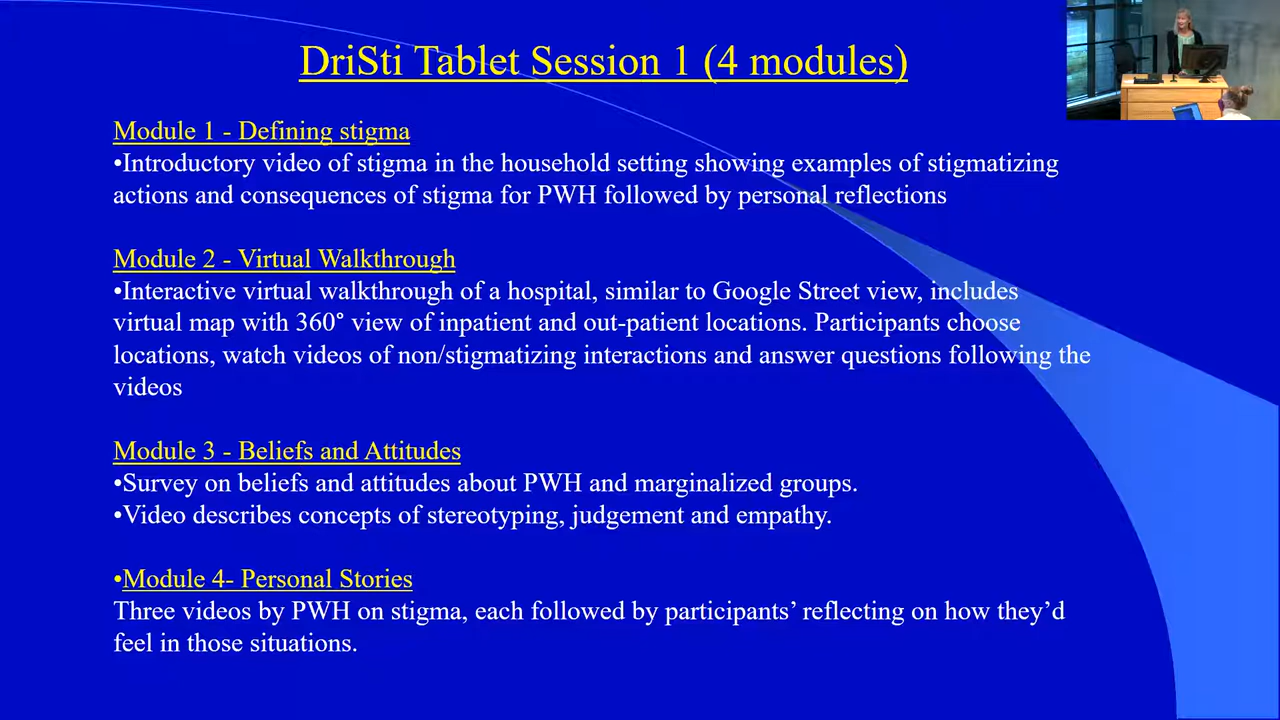 DriSti Tablet Session 1 (4 modules)
Module 1 - Defining stigma
•Introductory video of stigma in the household setting showing examples of stigmatizing
actions and consequences of stigma for PWH followed by personal reflections
Module 2 - Virtual Walkthrough
•Interactive virtual walkthrough of a hospital, similar to Google Street view, includes
virtual map with 360° view of inpatient and out-patient locations. Participants choose
locations, watch videos of non/stigmatizing interactions and answer questions following the
videos
Module 3 - Beliefs and Attitudes
•Survey on beliefs and attitudes about PWH and marginalized groups.
•Video describes concepts of stereotyping, judgement and empathy.
•Module 4- Personal Stories
Three videos by PWH on stigma, each followed by participants’ reflecting on how they’d
feel in those situations.